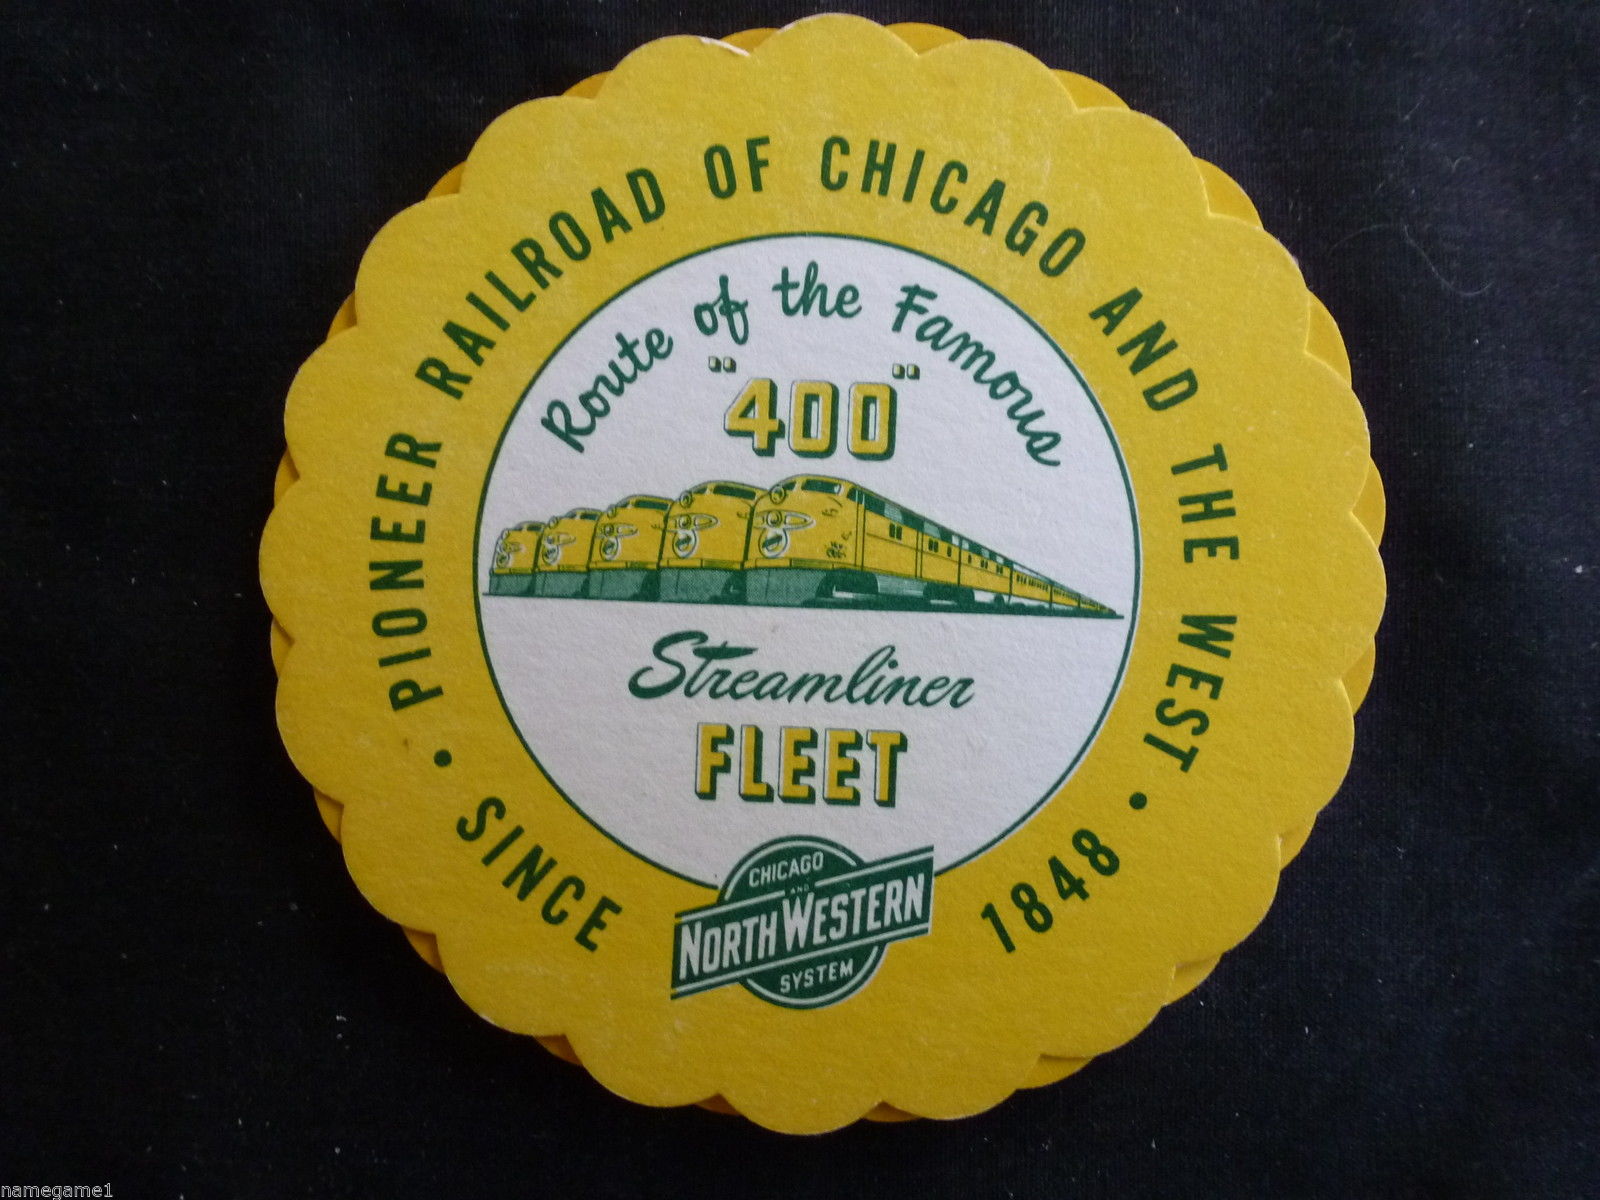 PIONEER RAILROAD OF CHICAGO AND THE WEST
• SINCE 1848 •
Route of the Famous
"400"
Streamliner
FLEET
CHICAGO
AND
NORTH WESTERN
SYSTEM
namegame1